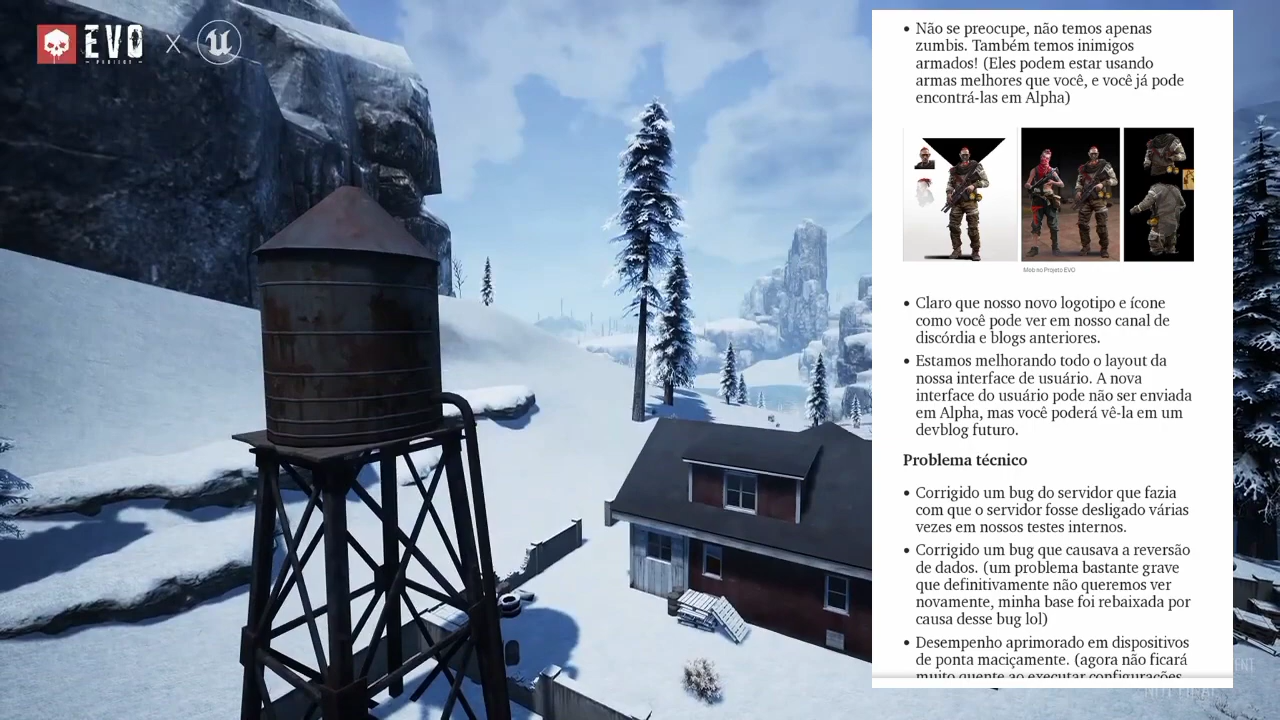 EVO
PROJECT
X
• Não se preocupe, não temos apenas
zumbis. Também temos inimigos
armados! (Eles podem estar usando
armas melhores que você, e você já pode
encontrá-las em Alpha)
Mob no Projeto EVO
• Claro que nosso novo logotipo e ícone
como você pode ver em nosso canal de
discórdia e blogs anteriores.
• Estamos melhorando todo o layout da
nossa interface de usuário. A nova
interface do usuário pode não ser enviada
em Alpha, mas você poderá vê-la em um
devblog futuro.
Problema técnico
• Corrigido um bug do servidor que fazia
com que o servidor fosse desligado várias
vezes em nossos testes internos.
• Corrigido um bug que causava a reversão
de dados. (um problema bastante grave
que definitivamente não queremos ver
novamente, minha base foi rebaixada por
causa desse bug lol)
• Desempenho aprimorado em dispositivos
de ponta maciçamente. (agora não ficará
muito quente ao executar configurações